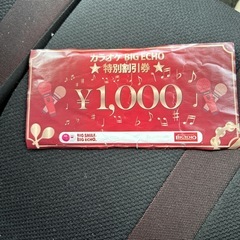 カラオケ BIG ECHO
★ 特別割引券 ★
¥1,000
BIG SMILE
BIG ECHO.
BIG ECHO